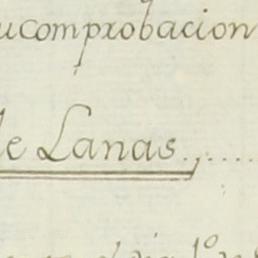 ucomprobacion
de Lanas.,.....